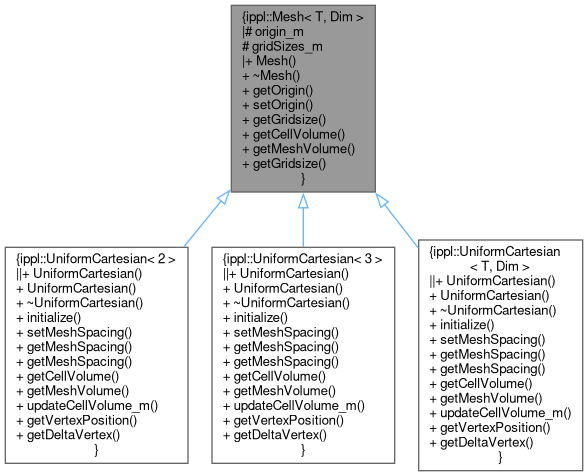 {ippl::Mesh< T, Dim >
|# origin_m
# gridSizes_m
|+ Mesh()
+ ~Mesh()
+ getOrigin()
+ setOrigin()
+ getGridsize()
+ getCellVolume()
+ getMeshVolume()
+ getGridsize()
}
{ippl::UniformCartesian< 2 >
||+ UniformCartesian()
+ UniformCartesian()
+ ~UniformCartesian()
+ initialize()
+ setMeshSpacing()
+ getMeshSpacing()
+ getMeshSpacing()
+ getCellVolume()
+ getMeshVolume()
+ updateCellVolume_m()
+ getVertexPosition()
+ getDeltaVertex()
}
{ippl::UniformCartesian< 3 >
||+ UniformCartesian()
+ UniformCartesian()
+ ~UniformCartesian()
+ initialize()
+ setMeshSpacing()
+ getMeshSpacing()
+ getMeshSpacing()
+ getCellVolume()
+ getMeshVolume()
+ updateCellVolume_m()
+ getVertexPosition()
+ getDeltaVertex()
}
{ippl::UniformCartesian
< T, Dim >
||+ UniformCartesian()
+ UniformCartesian()
+ ~UniformCartesian()
+ initialize()
+ setMeshSpacing()
+ getMeshSpacing()
+ getMeshSpacing()
+ getCellVolume()
+ getMeshVolume()
+ updateCellVolume_m()
+ getVertexPosition()
+ getDeltaVertex()
}